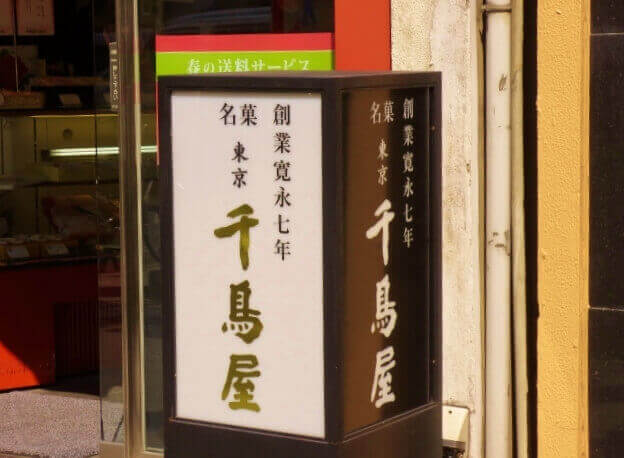 春の送料サービス
創業寛永七年
名菓
東京
千鳥屋
創業寛永七年
名菓
東京
千鳥屋